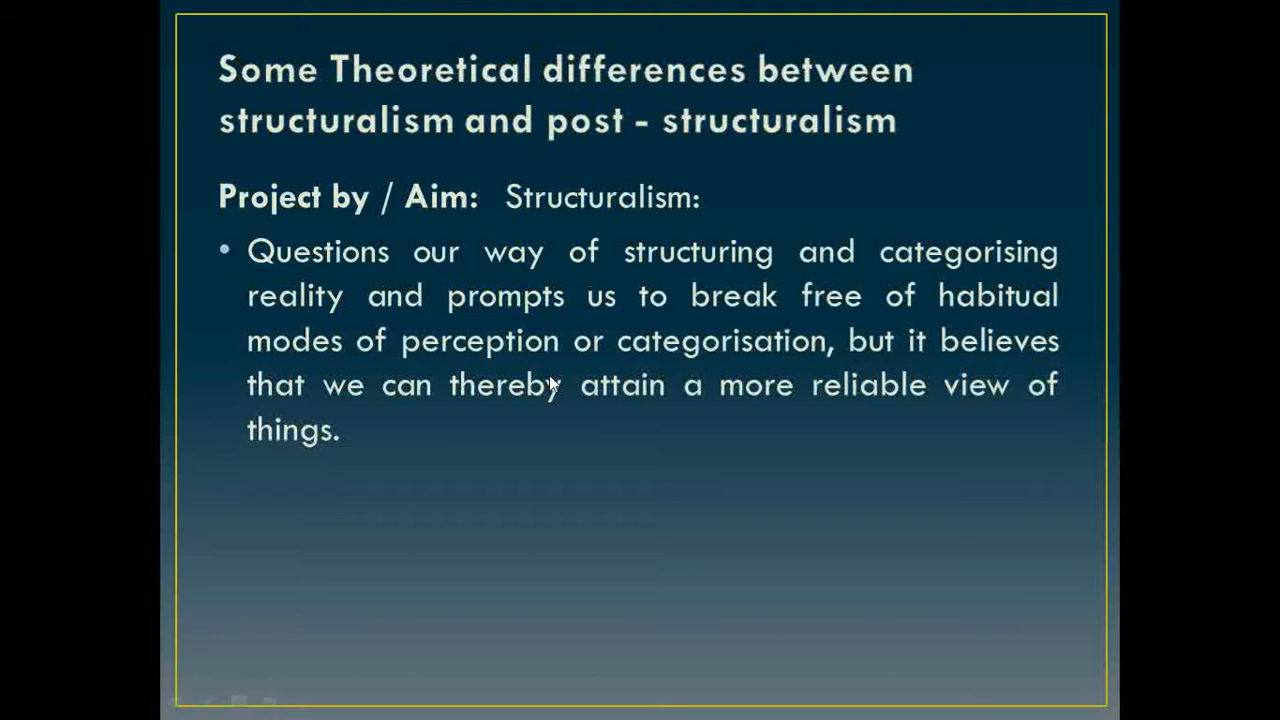 Some Theoretical differences between
structuralism and post - structuralism
Project by / Aim: Structuralism:
• Questions our way of structuring and categorising
reality and prompts us to break free of habitual
modes of perception or categorisation, but it believes
that we can thereby attain a more reliable view of
things.